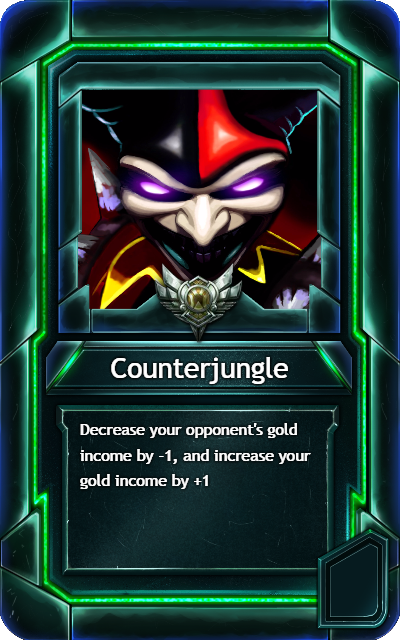 Counterjungle
Decrease your opponent's gold
income by -1, and increase your
gold income by +1